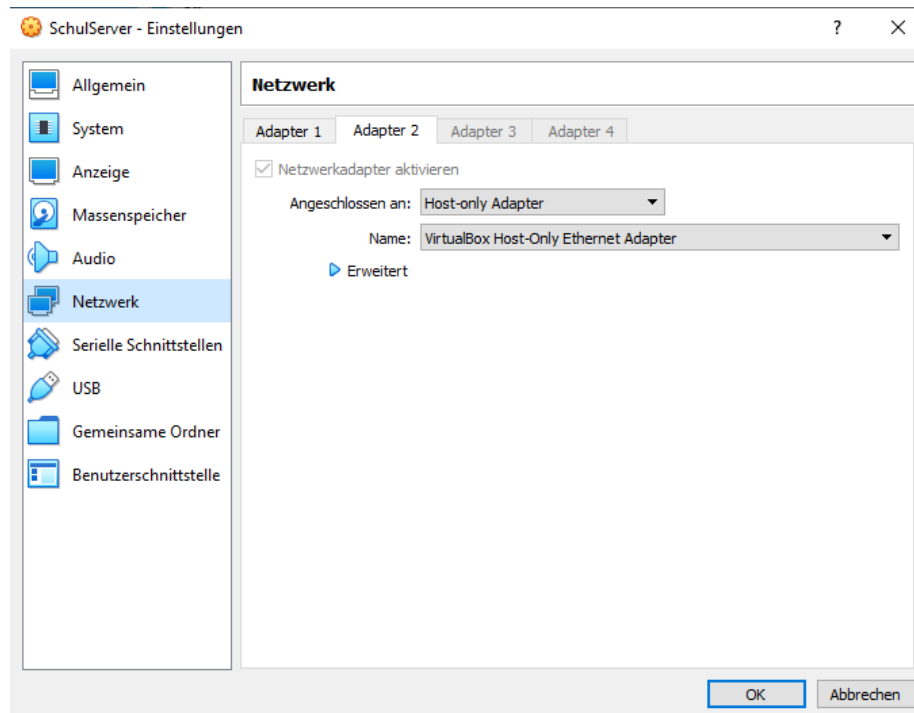 SchulServer - Einstellungen ?
Allgemein
System
Anzeige
Massenspeicher
Audio
Netzwerk
Serielle Schnittstellen
USB
Gemeinsame Ordner
Benutzerschnittstelle
Netzwerk
Adapter 1 Adapter 2 Adapter 3 Adapter 4
Netzwerkadapter aktivieren
Angeschlossen an: Host-only Adapter
Name: VirtualBox Host-Only Ethernet Adapter
Erweitert
OK Abbrechen